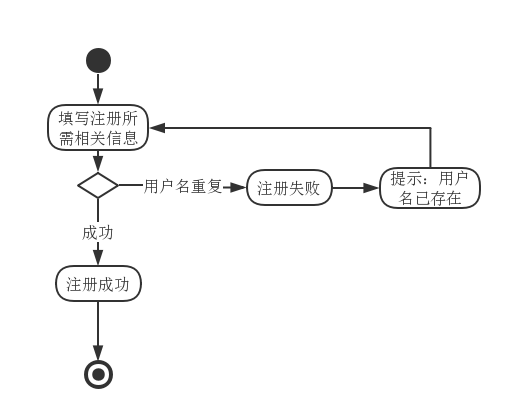 填写注册所
需相关信息
用户名重复
注册失败
提示：用户
名已存在
成功
注册成功